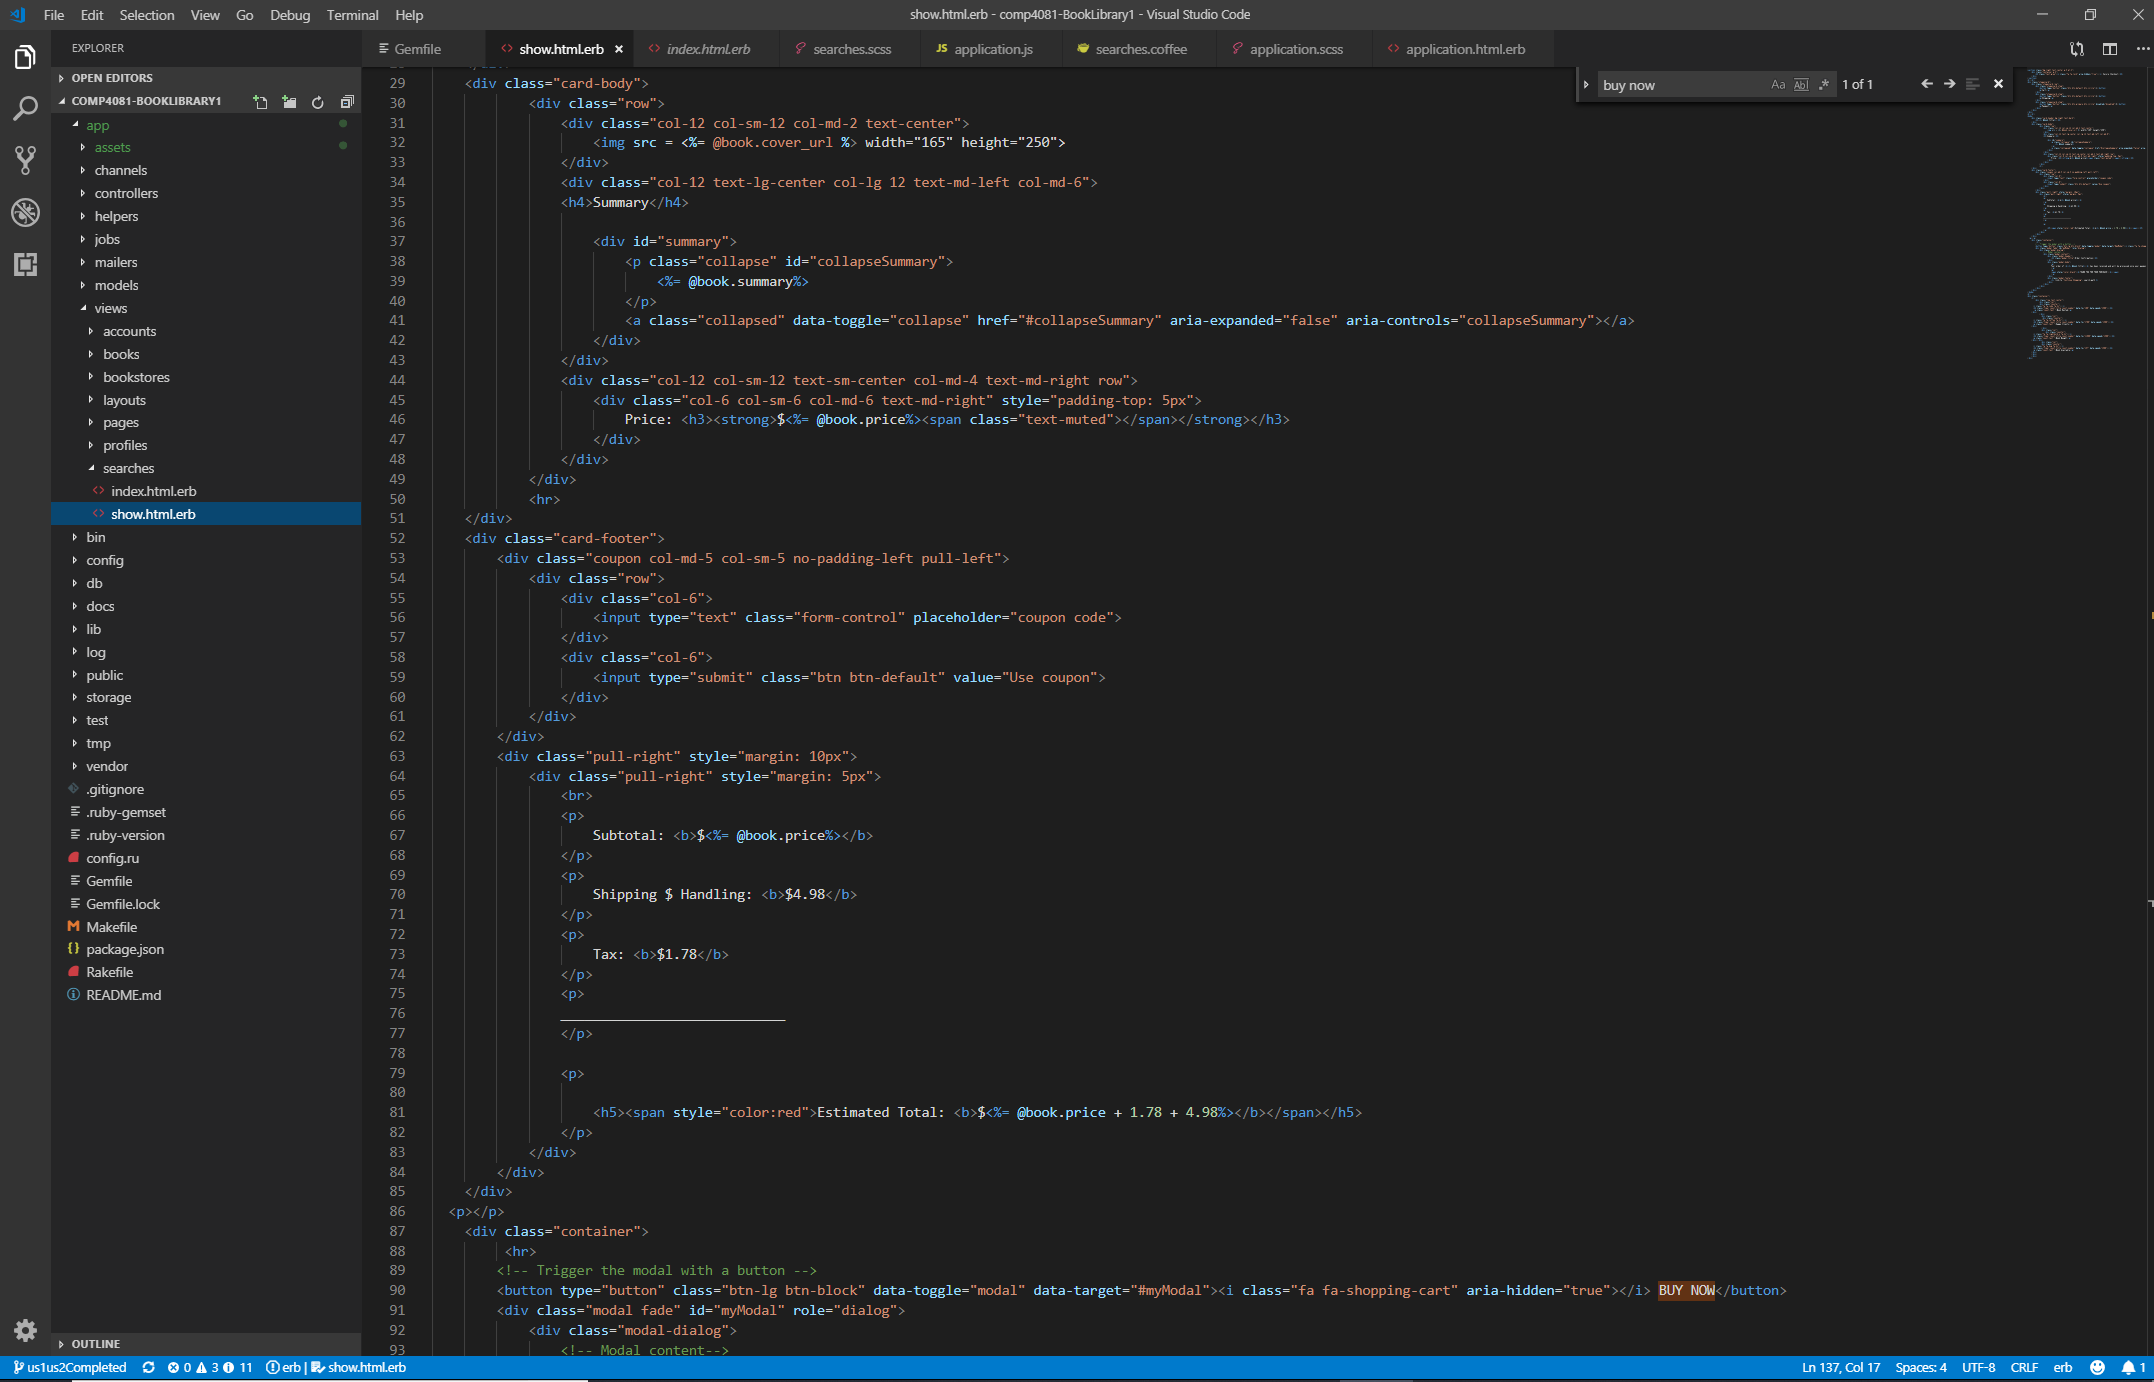 File Edit Selection View Go Debug Terminal Help
show.html.erb - comp4081-BookLibrary1 - Visual Studio Code
EXPLORER
OPEN EDITORS
COMP4081-BOOKLIBRARY1
app
assets
channels
controllers
helpers
jobs
mailers
models
views
accounts
books
bookstores
layouts
pages
profiles
searches
index.html.erb
show.html.erb
bin
config
db
docs
lib
log
public
storage
test
tmp
vendor
.gitignore
.ruby-gemset
.ruby-version
config.ru
Gemfile
Gemfile.lock
Makefile
package.json
Rakefile
README.md
OUTLINE
Gemfile show.html.erb index.html.erb searches.scss JS application.js searches.coffee application.scss application.html.erb
buy now Aa Abl .* 1 of 1
29 <div class="card-body">
30 <div class="row">
31 <div class="col-12 col-sm-12 col-md-2 text-center">
32 <img src = <%= @book.cover_url %> width="165" height="250">
33 </div>
34 <div class="col-12 text-lg-center col-lg 12 text-md-left col-md-6">
35 <h4>Summary</h4>
36
37 <div id="summary">
38 <p class="collapse" id="collapseSummary">
39 <%= @book.summary%>
40 </p>
41 <a class="collapsed" data-toggle="collapse" href="#collapseSummary" aria-expanded="false" aria-controls="collapseSummary"></a>
42 </div>
43 </div>
44 <div class="col-12 col-sm-12 text-sm-center col-md-4 text-md-right row">
45 <div class="col-6 col-sm-6 col-md-6 text-md-right" style="padding-top: 5px">
46 Price: <h3><strong>$<%= @book.price%><span class="text-muted"></span></strong></h3>
47 </div>
48 </div>
49 </div>
50 <hr>
51 </div>
52 <div class="card-footer">
53 <div class="coupon col-md-5 col-sm-5 no-padding-left pull-left">
54 <div class="row">
55 <div class="col-6">
56 <input type="text" class="form-control" placeholder="coupon code">
57 </div>
58 <div class="col-6">
59 <input type="submit" class="btn btn-default" value="Use coupon">
60 </div>
61 </div>
62 </div>
63 <div class="pull-right" style="margin: 10px">
64 <div class="pull-right" style="margin: 5px">
65 <br>
66 <p>
67 Subtotal: <b>$<%= @book.price%></b>
68 </p>
69 <p>
70 Shipping $ Handling: <b>$4.98</b>
71 </p>
72 <p>
73 Tax: <b>$1.78</b>
74 </p>
75 <p>
76 ____________________________
77 </p>
78
79 <p>
80
81 <h5><span style="color:red">Estimated Total: <b>$<%= @book.price + 1.78 + 4.98%></b></span></h5>
82 </p>
83 </div>
84 </div>
85 </div>
86 <p></p>
87 <div class="container">
88 <hr>
89 <!-- Trigger the modal with a button -->
90 <button type="button" class="btn-lg btn-block" data-toggle="modal" data-target="#myModal"><i class="fa fa-shopping-cart" aria-hidden="true"></i> BUY NOW</button>
91 <div class="modal fade" id="myModal" role="dialog">
92 <div class="modal-dialog">
93 <!-- Modal content-->
us1us2Completed 0 3 11 erb | show.html.erb Ln 137, Col 17 Spaces: 4 UTF-8 CRLF erb 1